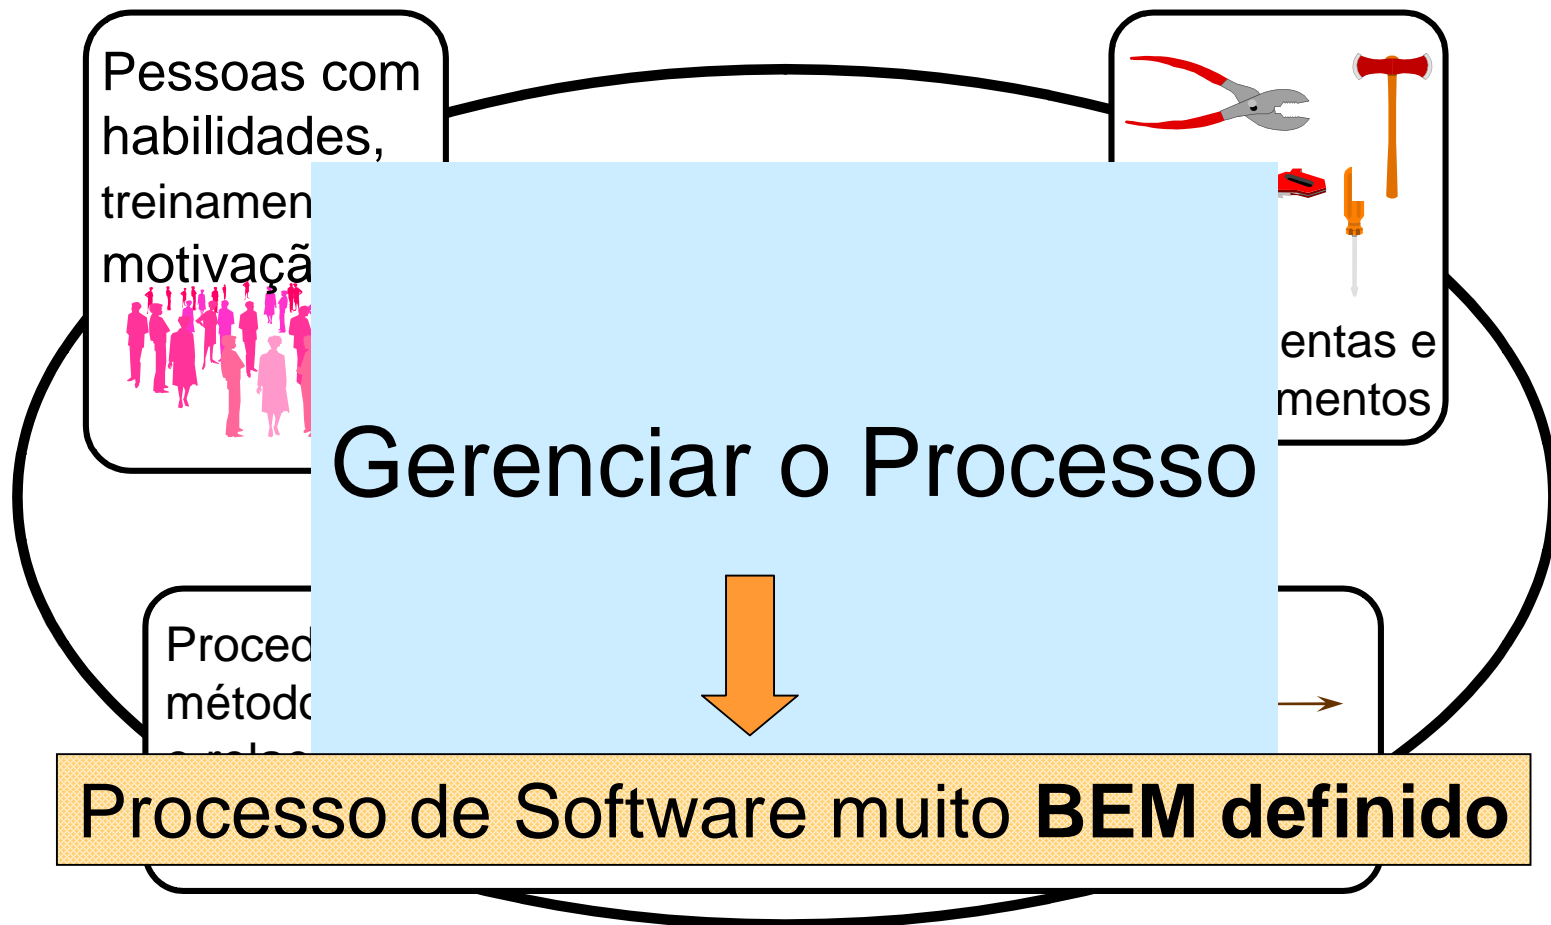 Pessoas com
habilidades,
treinamen
motivaçã
entas e
mentos
Gerenciar o Processo
Proced
método
Processo de Software muito BEM definido